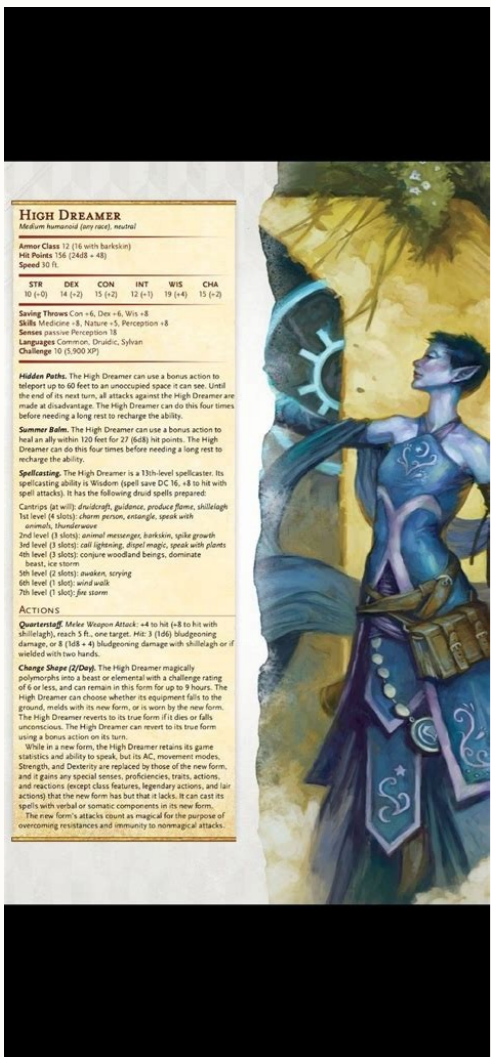 HIGH DREAMER
Medium humanoid (any race), neutral
Armor Class 12 (16 with barkskin)
Hit Points 156 (24d8 + 48)
Speed 30 ft.
STR DEX CON INT WIS CHA
10 (+0) 14 (+2) 15 (+2) 12 (+1) 19 (+4) 15 (+2)
Saving Throws Con +6, Dex +6, Wis +8
Skills Medicine +8, Nature +5, Perception +8
Senses passive Perception 18
Languages Common, Druidic, Sylvan
Challenge 10 (5,900 XP)
Hidden Paths. The High Dreamer can use a bonus action to
teleport up to 60 feet to an unoccupied space it can see. Until
the end of its next turn, all attacks against the High Dreamer are
made at disadvantage. The High Dreamer can do this four times
before needing a long rest to recharge the ability.
Summer Balm. The High Dreamer can use a bonus action to
heal an ally within 120 feet for 27 (6d8) hit points. The High
Dreamer can do this four times before needing a long rest to
recharge the ability.
Spellcasting. The High Dreamer is a 13th-level spellcaster. Its
spellcasting ability is Wisdom (spell save DC 16, +8 to hit with
spell attacks). It has the following druid spells prepared:
Cantrips (at will): druidcraft, guidance, produce flame, shillelagh
1st level (4 slots): charm person, entangle, speak with
animals, thunderwave
2nd level (3 slots): animal messenger, barkskin, spike growth
3rd level (3 slots): call lightning, dispel magic, speak with plants
4th level (3 slots): conjure woodland beings, dominate
beast, ice storm
5th level (2 slots): awaken, scrying
6th level (1 slot): wind walk
7th level (1 slot): fire storm
ACTIONS
Quarterstaff. Melee Weapon Attack: +4 to hit (+8 to hit with
shillelagh), reach 5 ft., one target. Hit: 3 (1d6) bludgeoning
damage, or 8 (1d8 + 4) bludgeoning damage with shillelagh or if
wielded with two hands.
Change Shape (2/Day). The High Dreamer magically
polymorphs into a beast or elemental with a challenge rating
of 6 or less, and can remain in this form for up to 9 hours. The
High Dreamer can choose whether its equipment falls to the
ground, melds with its new form, or is worn by the new form.
The High Dreamer reverts to its true form if it dies or falls
unconscious. The High Dreamer can revert to its true form
using a bonus action on its turn.
While in a new form, the High Dreamer retains its game
statistics and ability to speak, but its AC, movement modes,
Strength, and Dexterity are replaced by those of the new form,
and it gains any special senses, proficiencies, traits, actions,
and reactions (except class features, legendary actions, and lair
actions) that the new form has but that it lacks. It can cast its
spells with verbal or somatic components in its new form.
The new form's attacks count as magical for the purpose of
overcoming resistances and immunity to nonmagical attacks.